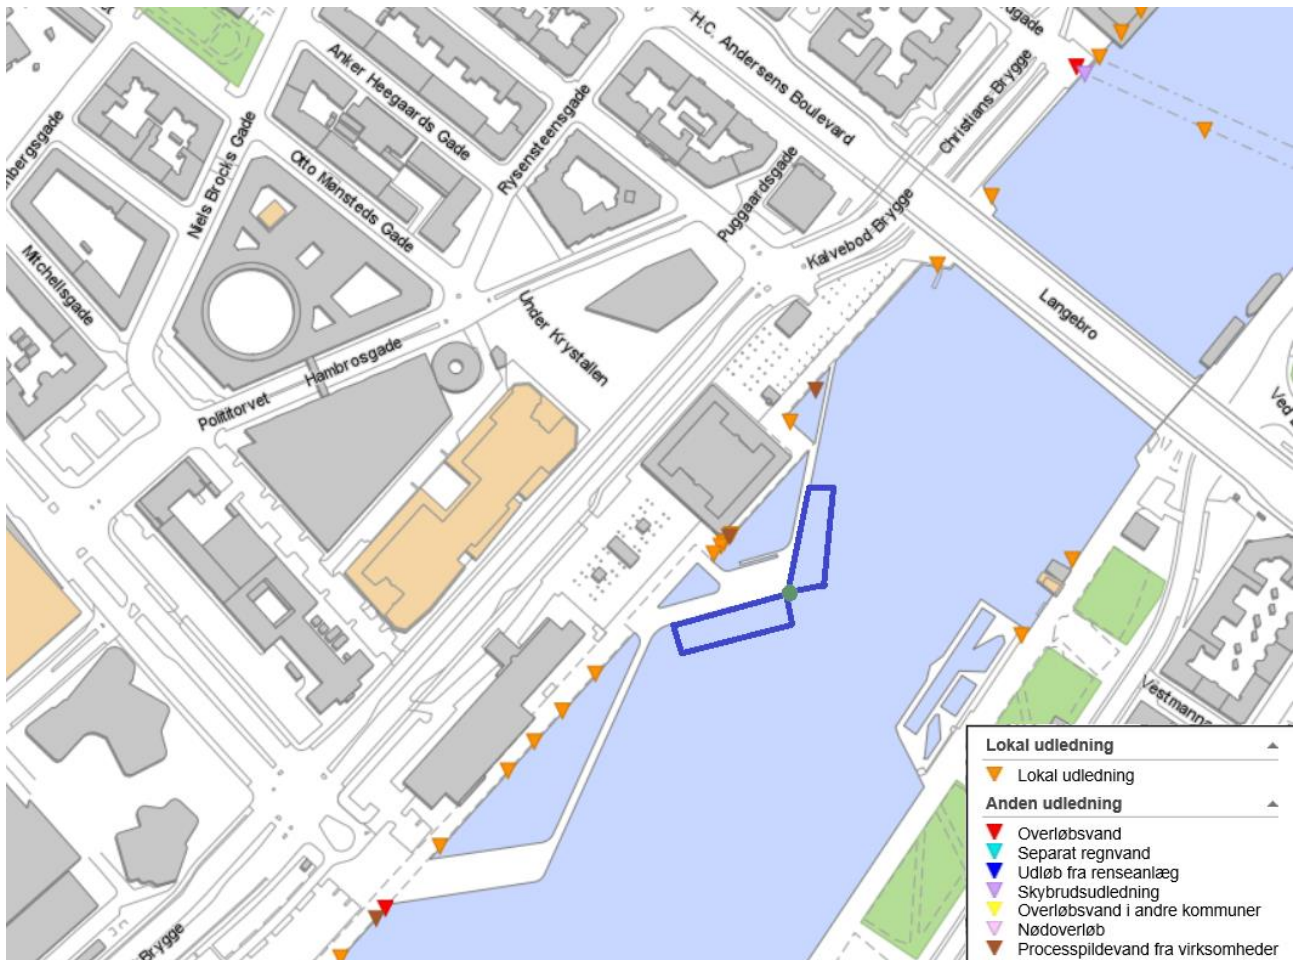 H.C. Andersens Boulevard
Christians Brygge
Anker Heegaards Gade
Rysensteensgade
Niels Brocks Gade
Otto Mønsteds Gade
Puggaardsgade
Kalvebod Brygge
Mitchellsgade
Langebro
Under Krystallen
Hambrosgade
Polititorvet
Brygge
Lokal udledning
Lokal udledning
Anden udledning
Overløbsvand
Separat regnvand
Udløb fra renseanlæg
Skybrudsudledning
Overløbsvand i andre kommuner
Nødoverløb
Processpildevand fra virksomheder